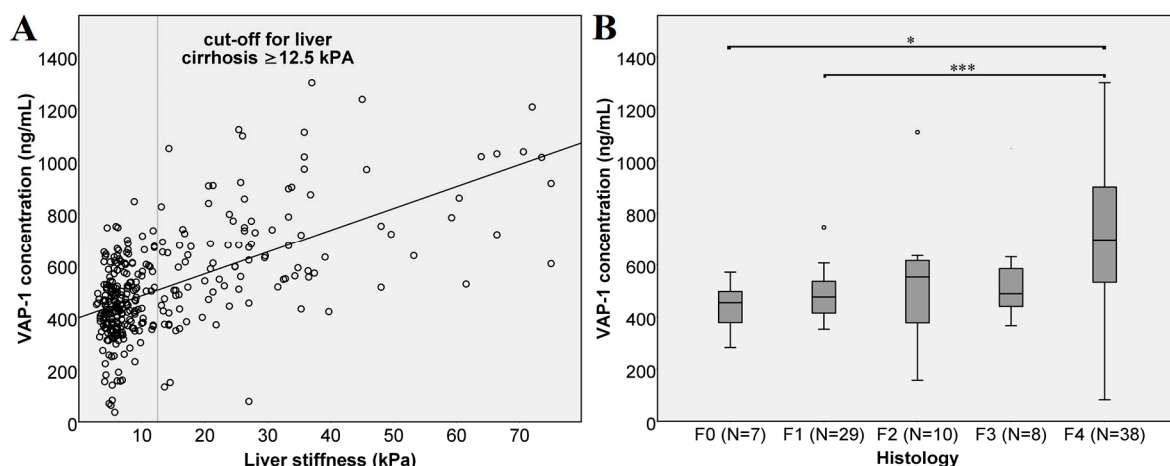 A
cut-off for liver
cirrhosis ≥12.5 kPA
VAP-1 concentration (ng/mL)
1400
1200
1000
800
600
400
200
0
10 20 30 40 50 60 70
Liver stiffness (kPa)
B
*
***
VAP-1 concentration (ng/mL)
1400
1200
1000
800
600
400
200
0
F0 (N=7) F1 (N=29) F2 (N=10) F3 (N=8) F4 (N=38)
Histology